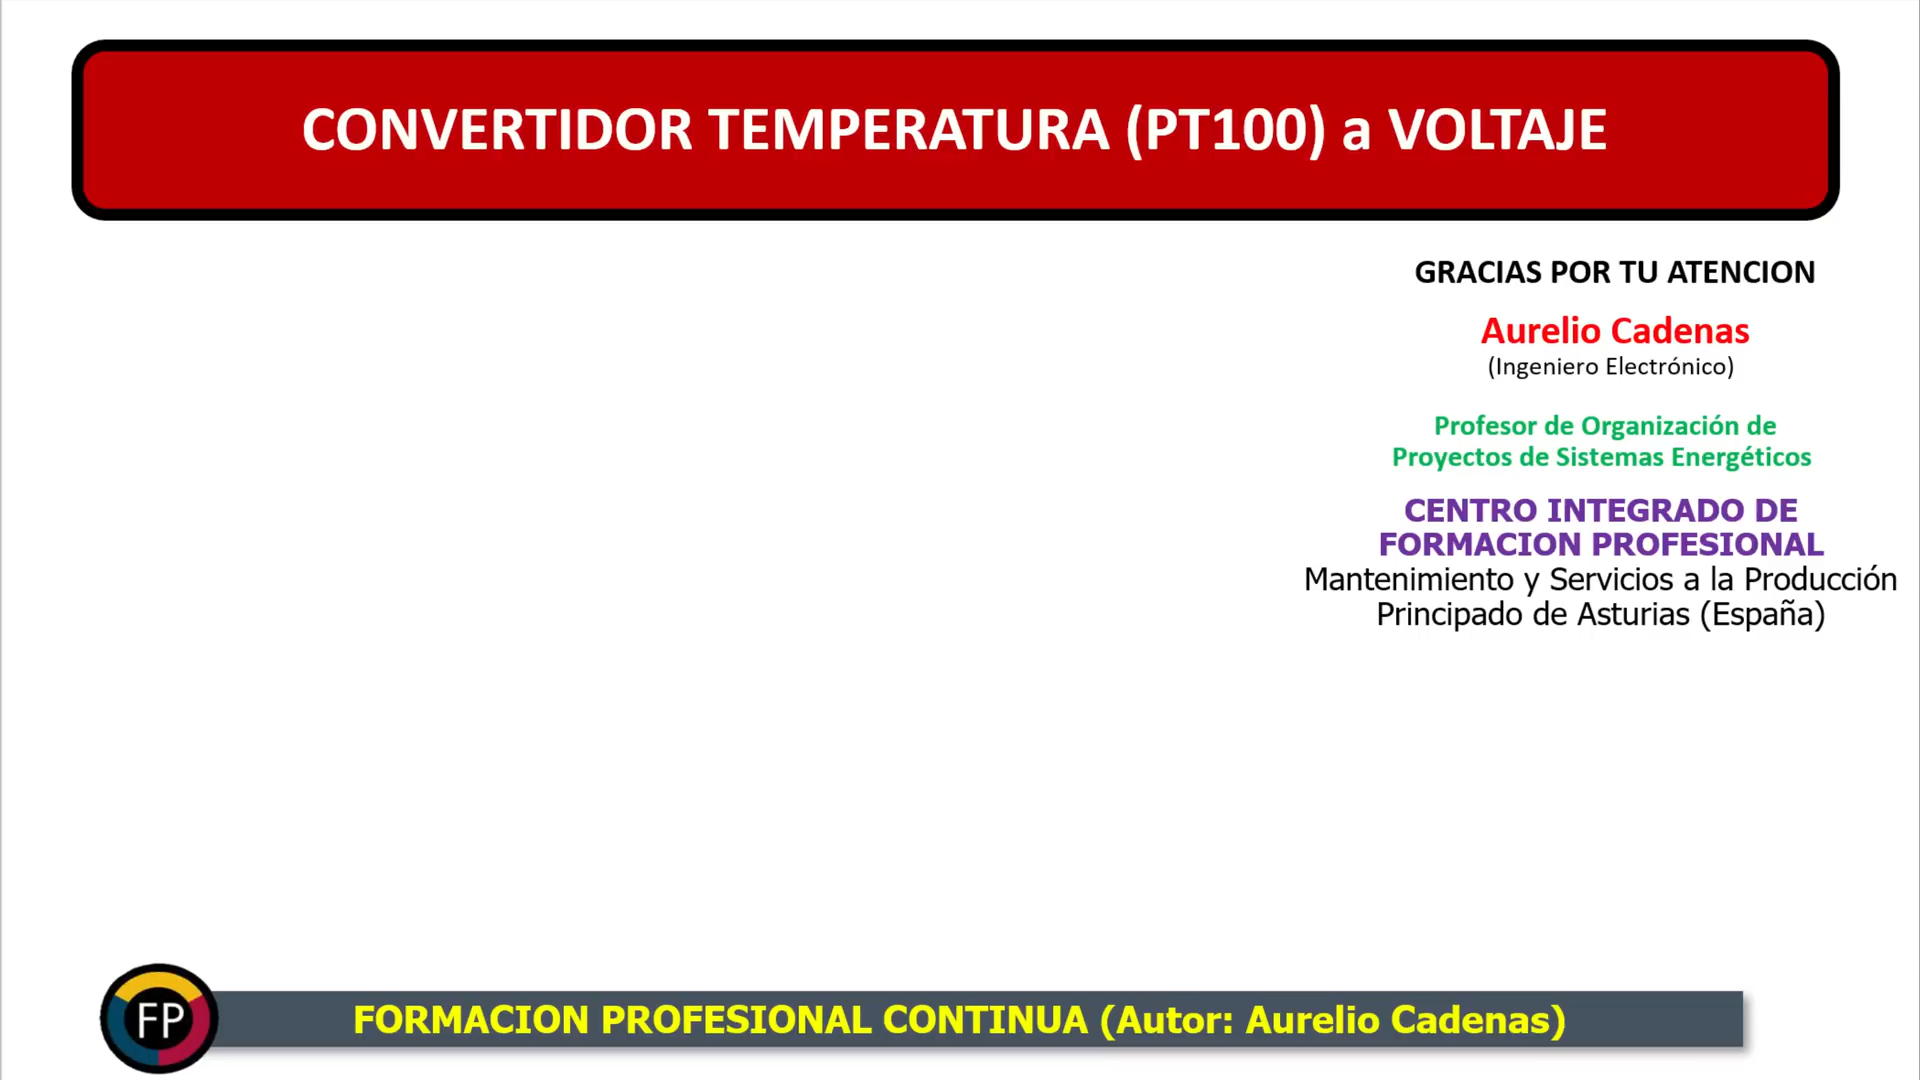 CONVERTIDOR TEMPERATURA (PT100) a VOLTAJE
GRACIAS POR TU ATENCION
Aurelio Cadenas
(Ingeniero Electrónico)
Profesor de Organización de
Proyectos de Sistemas Energéticos
CENTRO INTEGRADO DE
FORMACION PROFESIONAL
Mantenimiento y Servicios a la Producción
Principado de Asturias (España)
FP
FORMACION PROFESIONAL CONTINUA (Autor: Aurelio Cadenas)